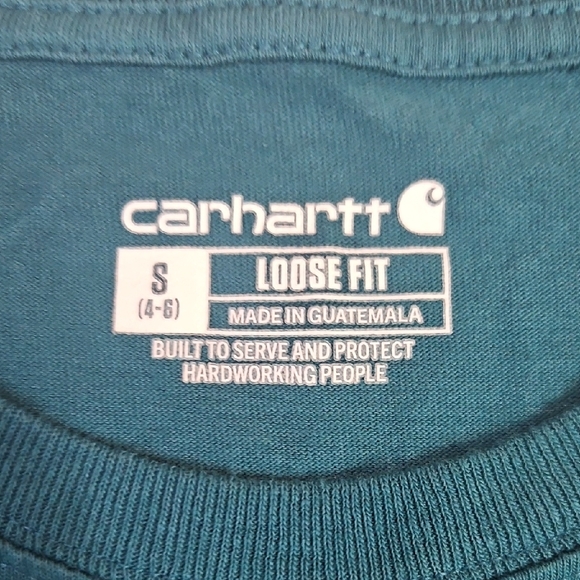 carhartt
S
(4-6)
LOOSE FIT
MADE IN GUATEMALA
BUILT TO SERVE AND PROTECT
HARDWORKING PEOPLE